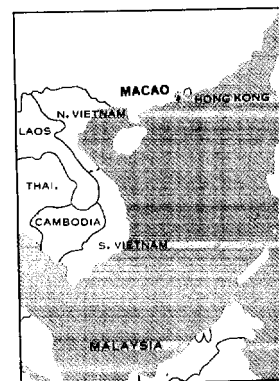 MACAO
HONG KONG
N. VIETNAM
LAOS
THAI.
CAMBODIA
S. VIETNAM
MALAYSIA